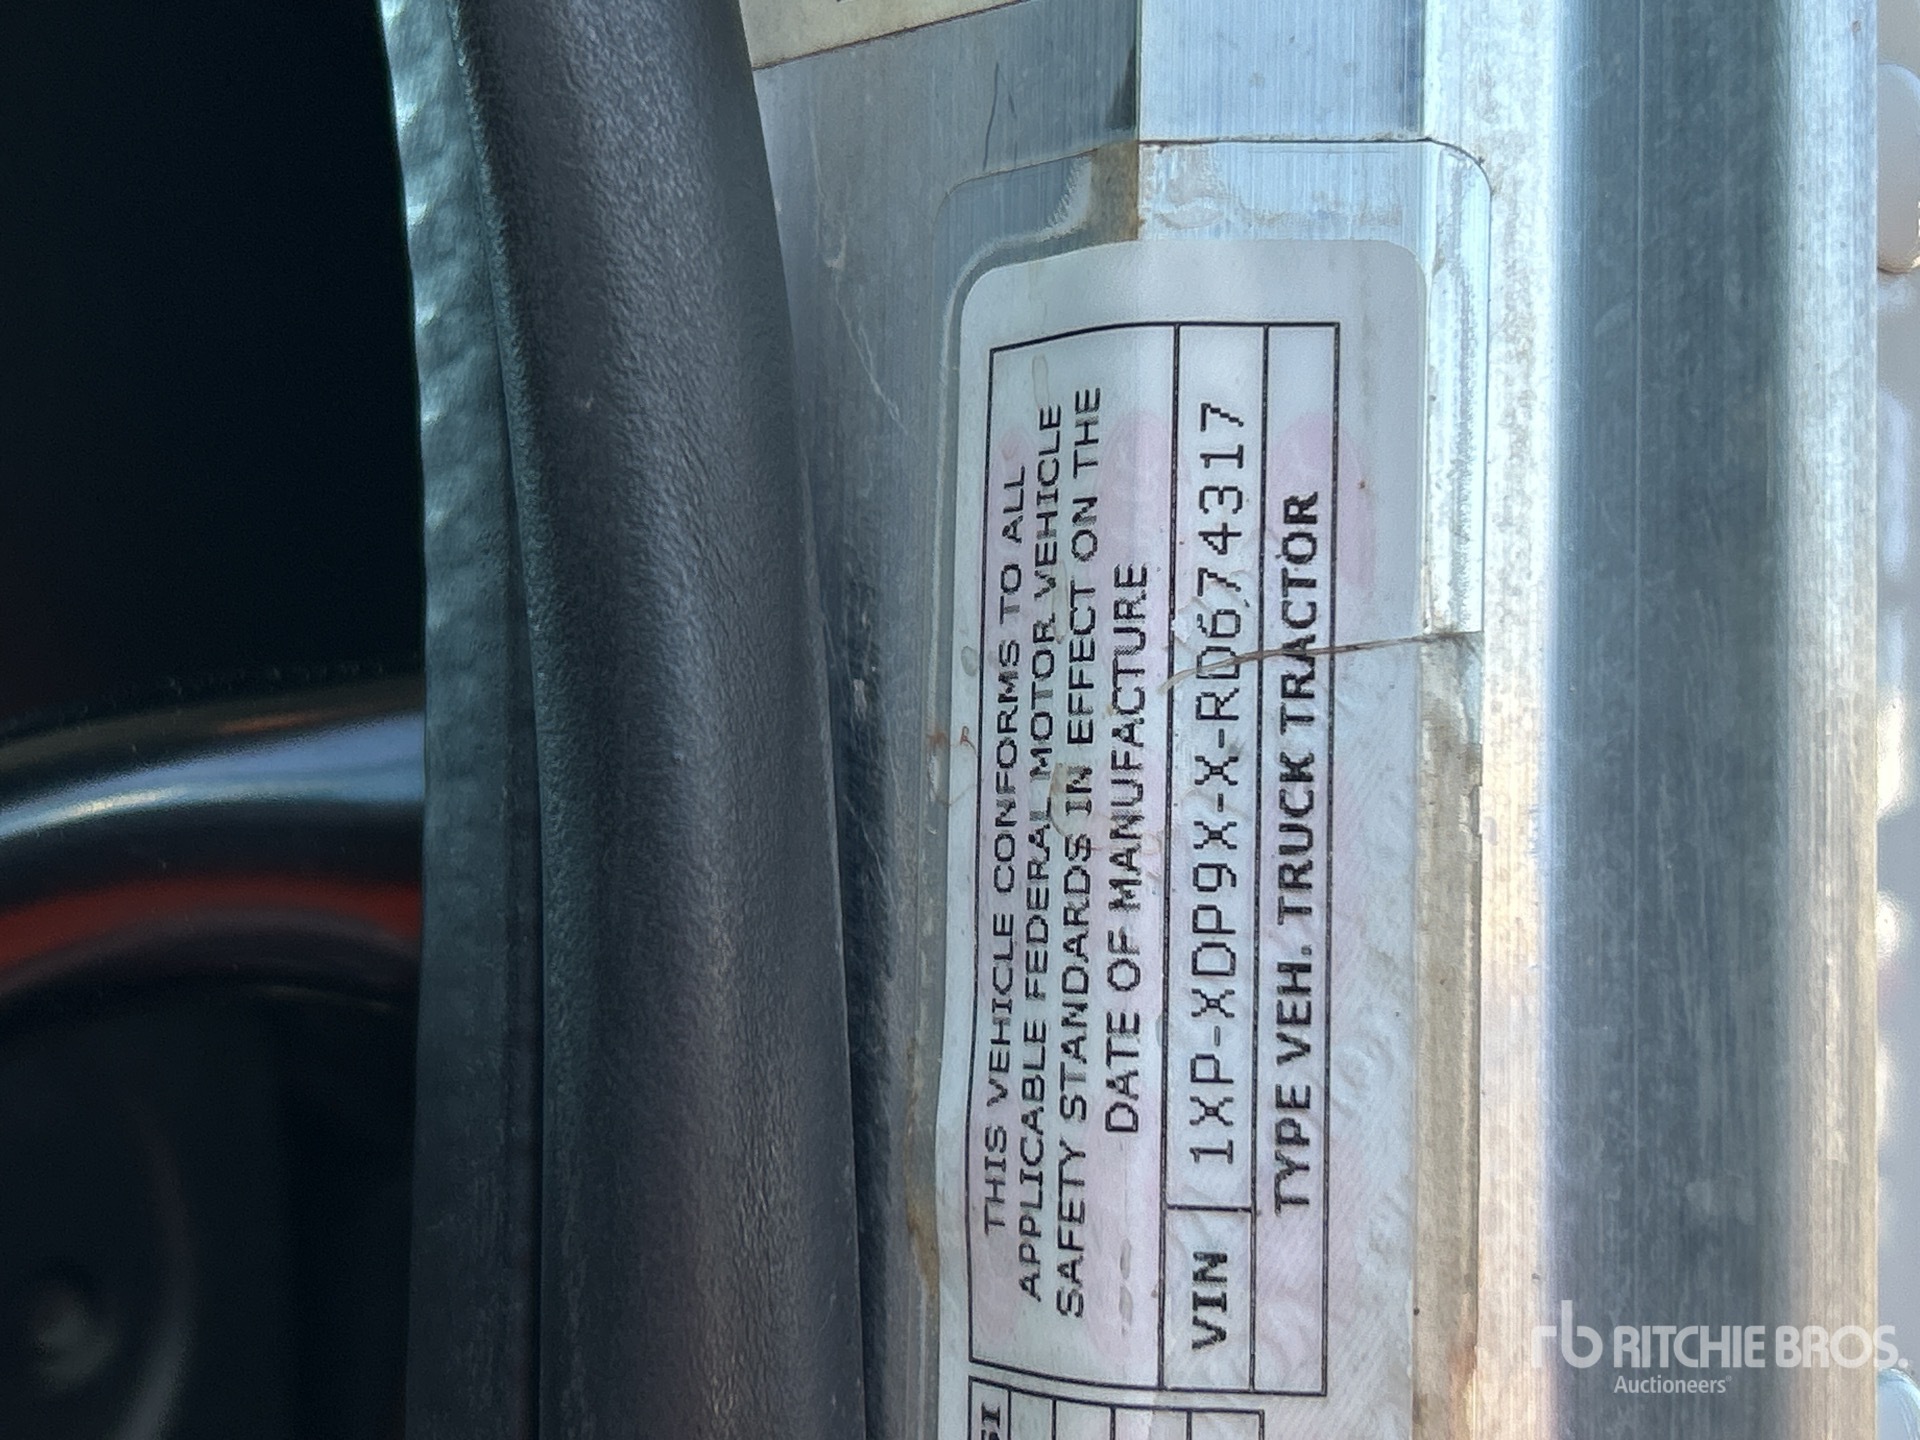 THIS VEHICLE CONFORMS TO ALL
APPLICABLE FEDERAL MOTOR VEHICLE
SAFETY STANDARDS IN EFFECT ON THE
DATE OF MANUFACTURE
VIN 1XP-XDP9X-X-RD674317
TYPE VEH. TRUCK TRACTOR
rb RITCHIE BROS.
Auctioneers